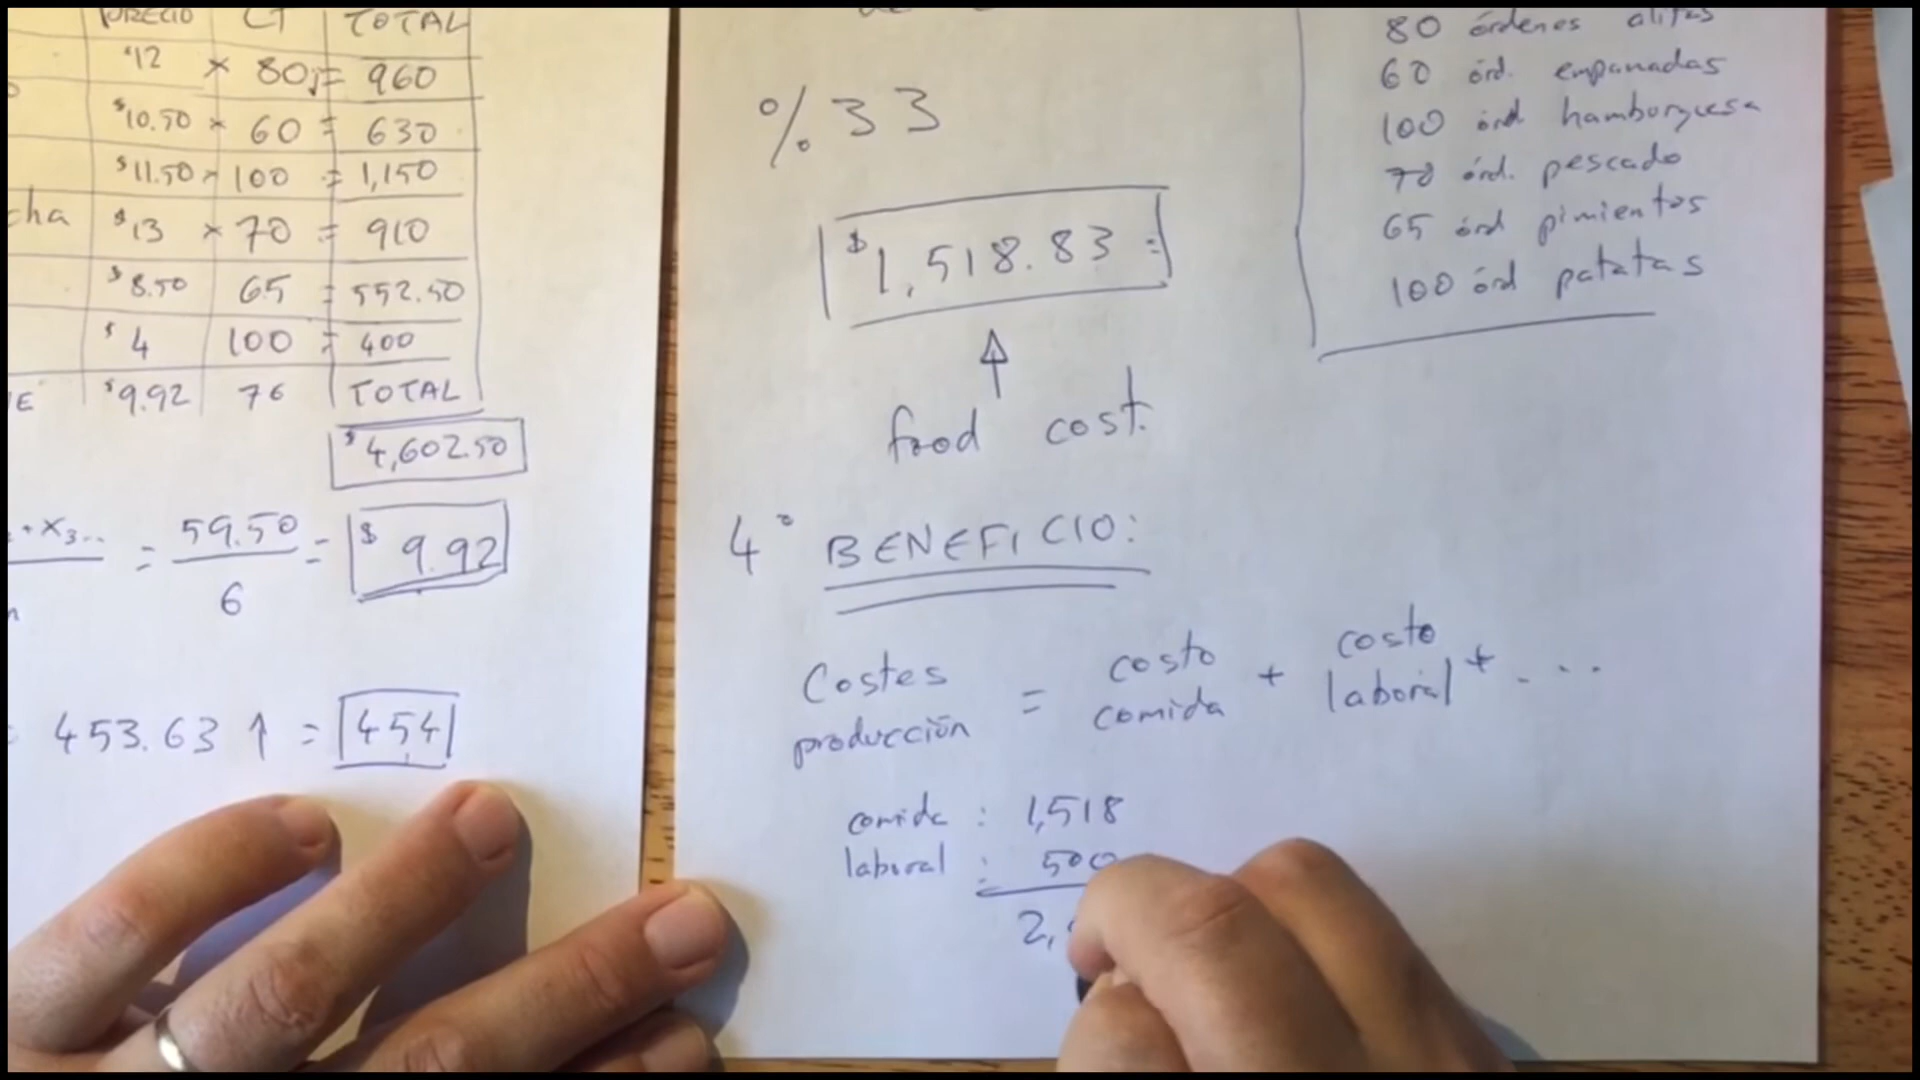 PRECIO CT TOTAL
$12 × 80 = 960
$10.50 × 60 = 630
$11.50 - 100 = 1,150
cha $13 × 70 = 910
$8.50 65 = 552.50
$4 100 = 400
E $9.92 76 TOTAL
$4,602.50
+ X3... = 59.50 / 6 = $9.92
= 453.63 ↑ = 454
%33
$1,518.83 =
food cost.
4° BENEFICIO:
Costes producción = costo comida + costo laboral + ...
comida : 1,518
laboral : 500
2,
80 órdenes alitas
60 órd. empanadas
100 órd hamborguesa
70 órd. pescado
65 órd pimientos
100 órd patatas